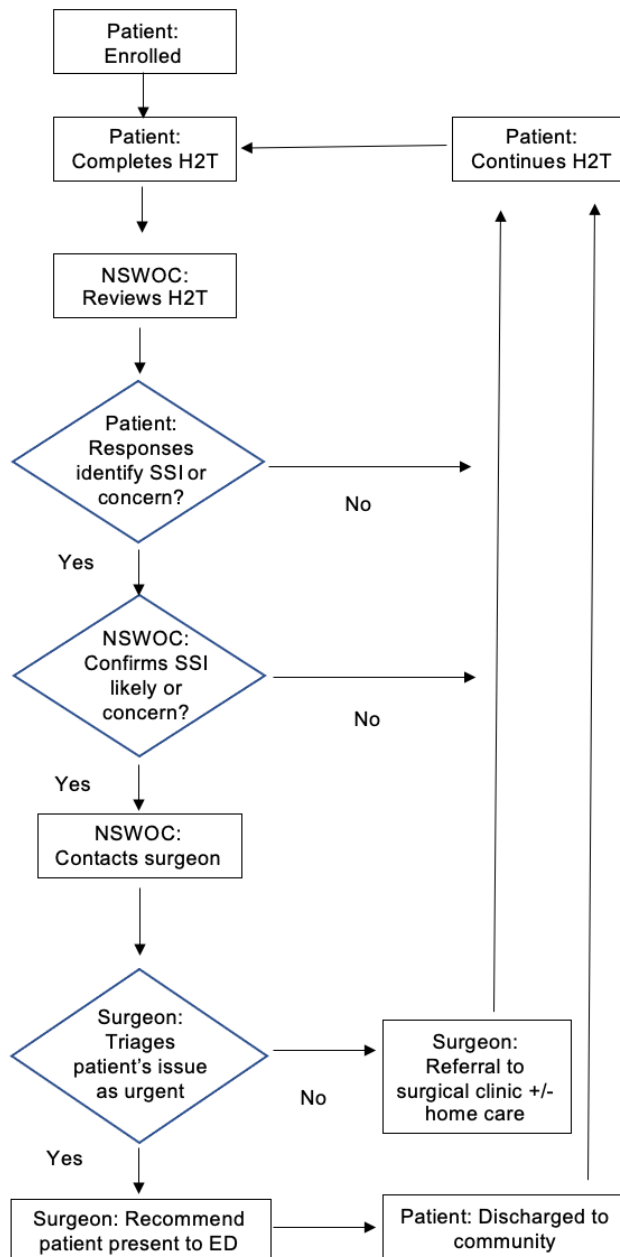 Patient:
Enrolled
Patient:
Completes H2T
Patient:
Continues H2T
NSWOC:
Reviews H2T
Patient:
Responses
identify SSI or
concern?
No
Yes
NSWOC:
Confirms SSI
likely or
concern?
No
Yes
NSWOC:
Contacts surgeon
Surgeon:
Triages
patient's issue
as urgent
No
Surgeon:
Referral to
surgical clinic +/-
home care
Yes
Surgeon: Recommend
patient present to ED
Patient: Discharged to
community